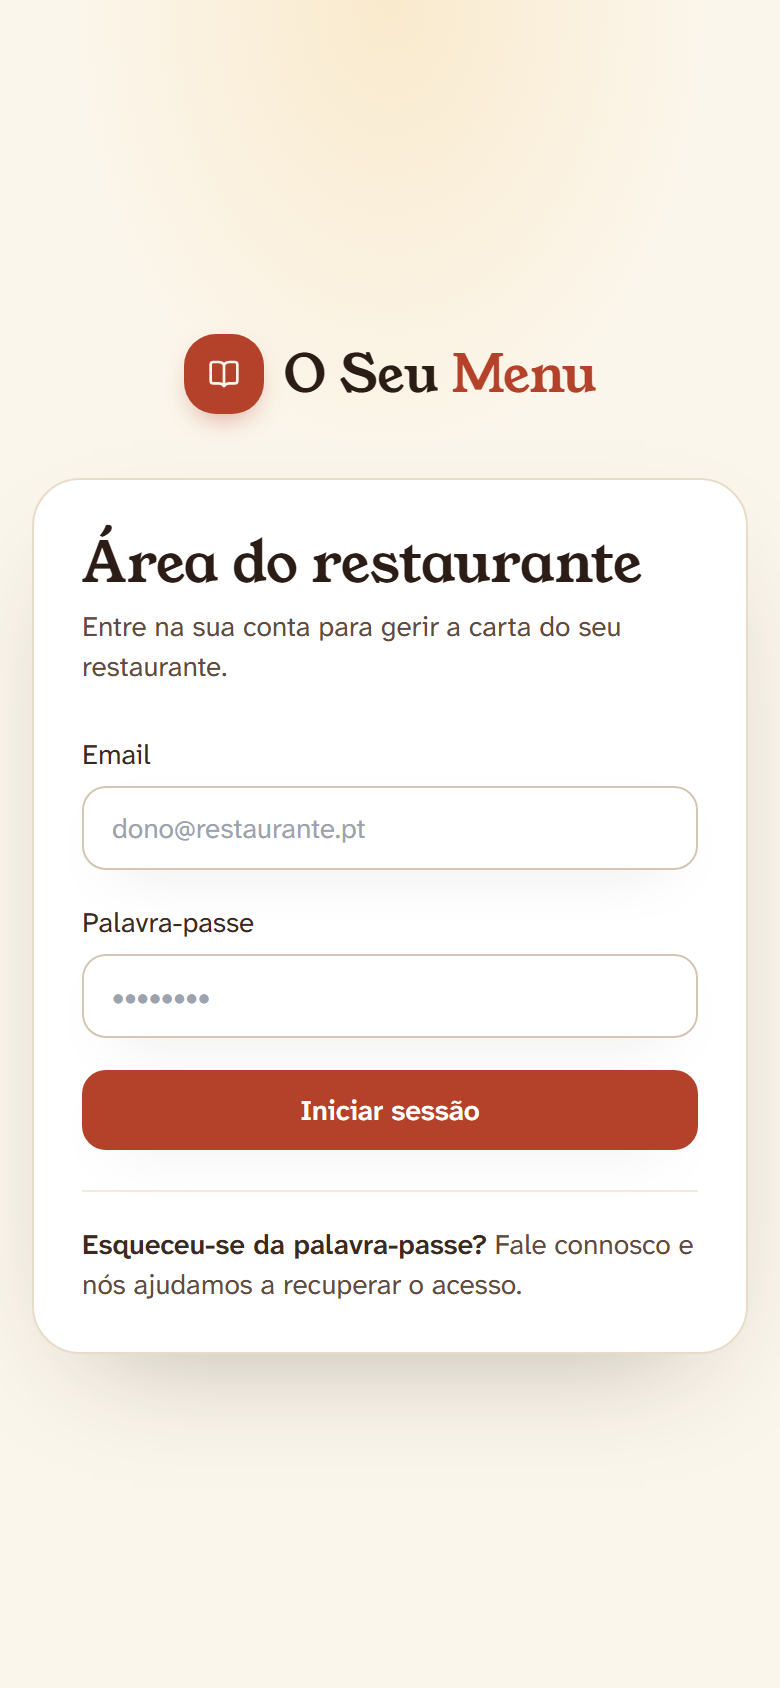 O Seu Menu
Área do restaurante
Entre na sua conta para gerir a carta do seu
restaurante.
Email
dono@restaurante.pt
Palavra-passe
••••••••
Iniciar sessão
Esqueceu-se da palavra-passe? Fale connosco e
nós ajudamos a recuperar o acesso.